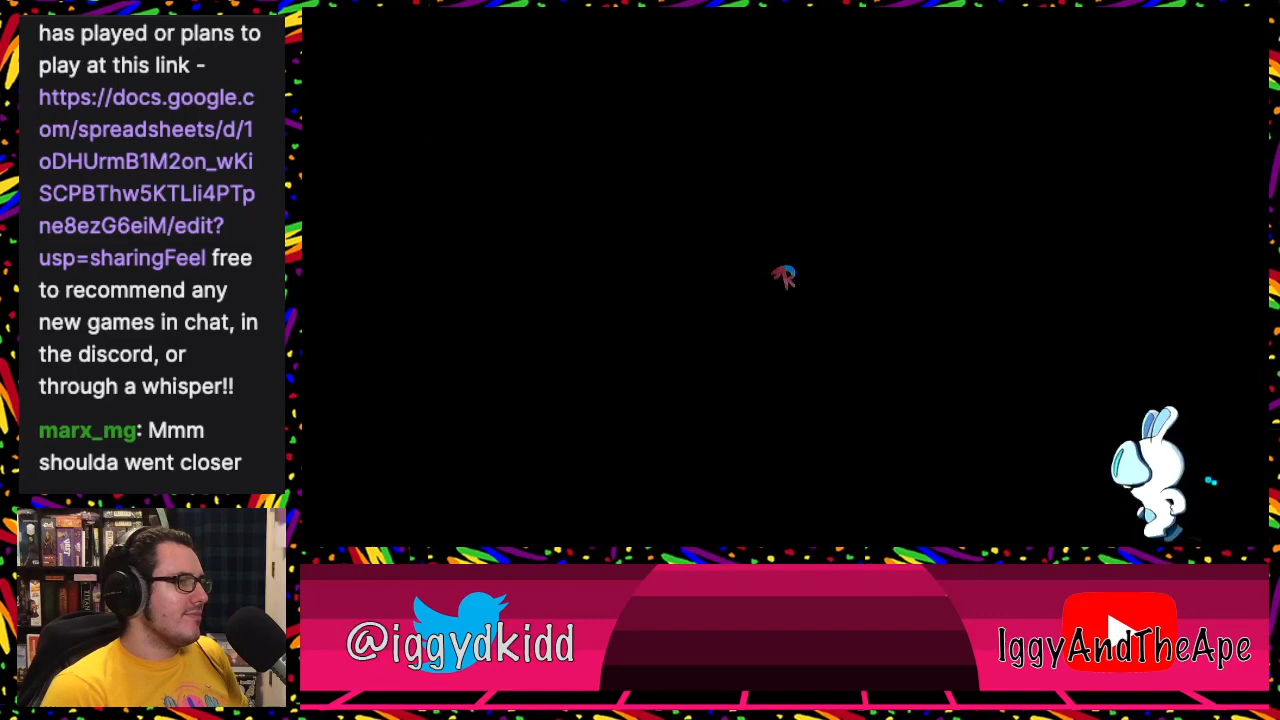 has played or plans to
play at this link -
https://docs.google.c
om/spreadsheets/d/1
oDHUrmB1M2on_wKi
SCPBThw5KTLli4PTp
ne8ezG6eiM/edit?
usp=sharingFeel free
to recommend any
new games in chat, in
the discord, or
through a whisper!!
marx_mg: Mmm
shoulda went closer
@iggydkidd
IggyAndTheApe